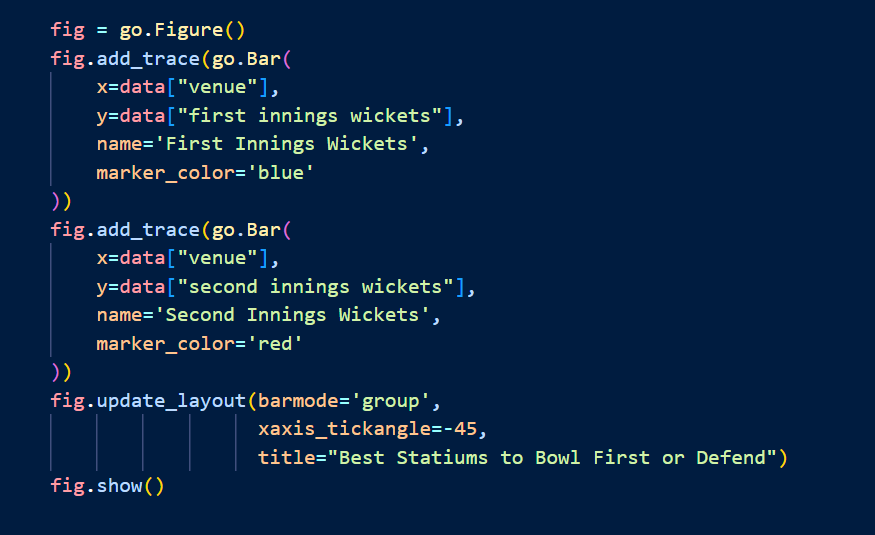 fig = go.Figure()
fig.add_trace(go.Bar(
    x=data["venue"],
    y=data["first innings wickets"],
    name='First Innings Wickets',
    marker_color='blue'
))
fig.add_trace(go.Bar(
    x=data["venue"],
    y=data["second innings wickets"],
    name='Second Innings Wickets',
    marker_color='red'
))
fig.update_layout(barmode='group',
                  xaxis_tickangle=-45,
                  title="Best Statiums to Bowl First or Defend")
fig.show()